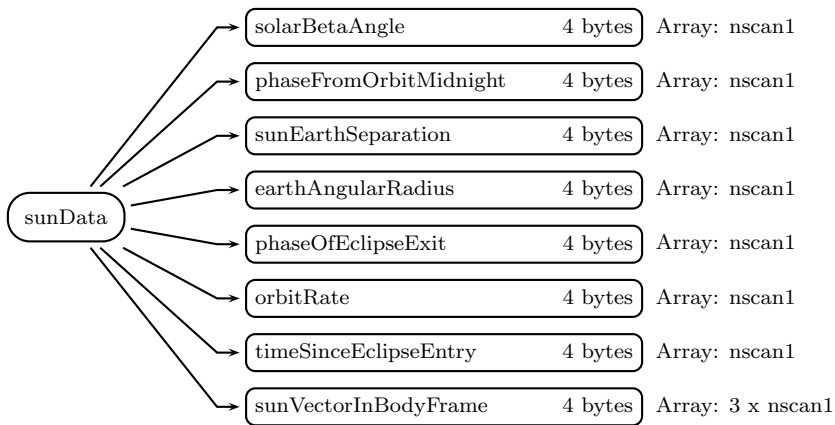 solarBetaAngle 4 bytes Array: nscan1
phaseFromOrbitMidnight 4 bytes Array: nscan1
sunEarthSeparation 4 bytes Array: nscan1
earthAngularRadius 4 bytes Array: nscan1
sunData
phaseOfEclipseExit 4 bytes Array: nscan1
orbitRate 4 bytes Array: nscan1
timeSinceEclipseEntry 4 bytes Array: nscan1
sunVectorInBodyFrame 4 bytes Array: 3 x nscan1